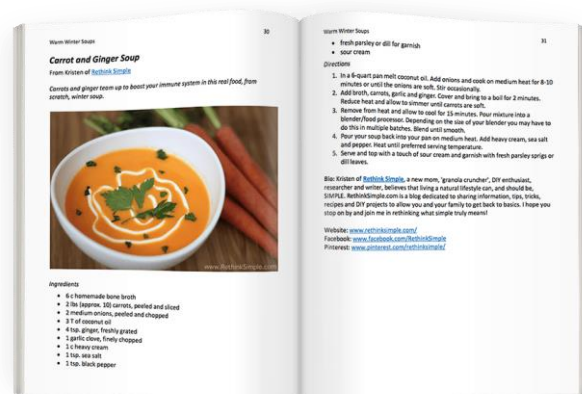 30
Warm Winter Soups
Carrot and Ginger Soup
From Kristen of Rethink Simple
Carrots and ginger team up to boost your immune system in this real food, from
scratch, winter soup.
www.RethinkSimple.com
Ingredients
• 6 c homemade bone broth
• 2 lbs (approx. 10) carrots, peeled and sliced
• 2 medium onions, peeled and chopped
• 3 T of coconut oil
• 4 tsp. ginger, freshly grated
• 1 garlic clove, finely chopped
• 1 c heavy cream
• 1 tsp. sea salt
• 1 tsp. black pepper
Warm Winter Soups
31
• fresh parsley or dill for garnish
• sour cream
Directions
1. In a 6-quart pan melt coconut oil. Add onions and cook on medium heat for 8-10
minutes or until the onions are soft. Stir occasionally.
2. Add broth, carrots, garlic and ginger. Cover and bring to a boil for 2 minutes.
Reduce heat and allow to simmer until carrots are soft.
3. Remove from heat and allow to cool for 15 minutes. Pour mixture into a
blender/food processor. Depending on the size of your blender you may have to
do this in multiple batches. Blend until smooth.
4. Pour your soup back into your pan on medium heat. Add heavy cream, sea salt
and pepper. Heat until preferred serving temperature.
5. Serve and top with a touch of sour cream and garnish with fresh parsley sprigs or
dill leaves.
Bio: Kristen of Rethink Simple, a new mom, 'granola cruncher', DIY enthusiast,
researcher and writer, believes that living a natural lifestyle can, and should be,
SIMPLE. RethinkSimple.com is a blog dedicated to sharing information, tips, tricks,
recipes and DIY projects to allow you and your family to get back to basics. I hope you
stop on by and join me in rethinking what simple truly means!
Website: www.rethinksimple.com/
Facebook: www.facebook.com/RethinkSimple
Pinterest: www.pinterest.com/rethinksimple/